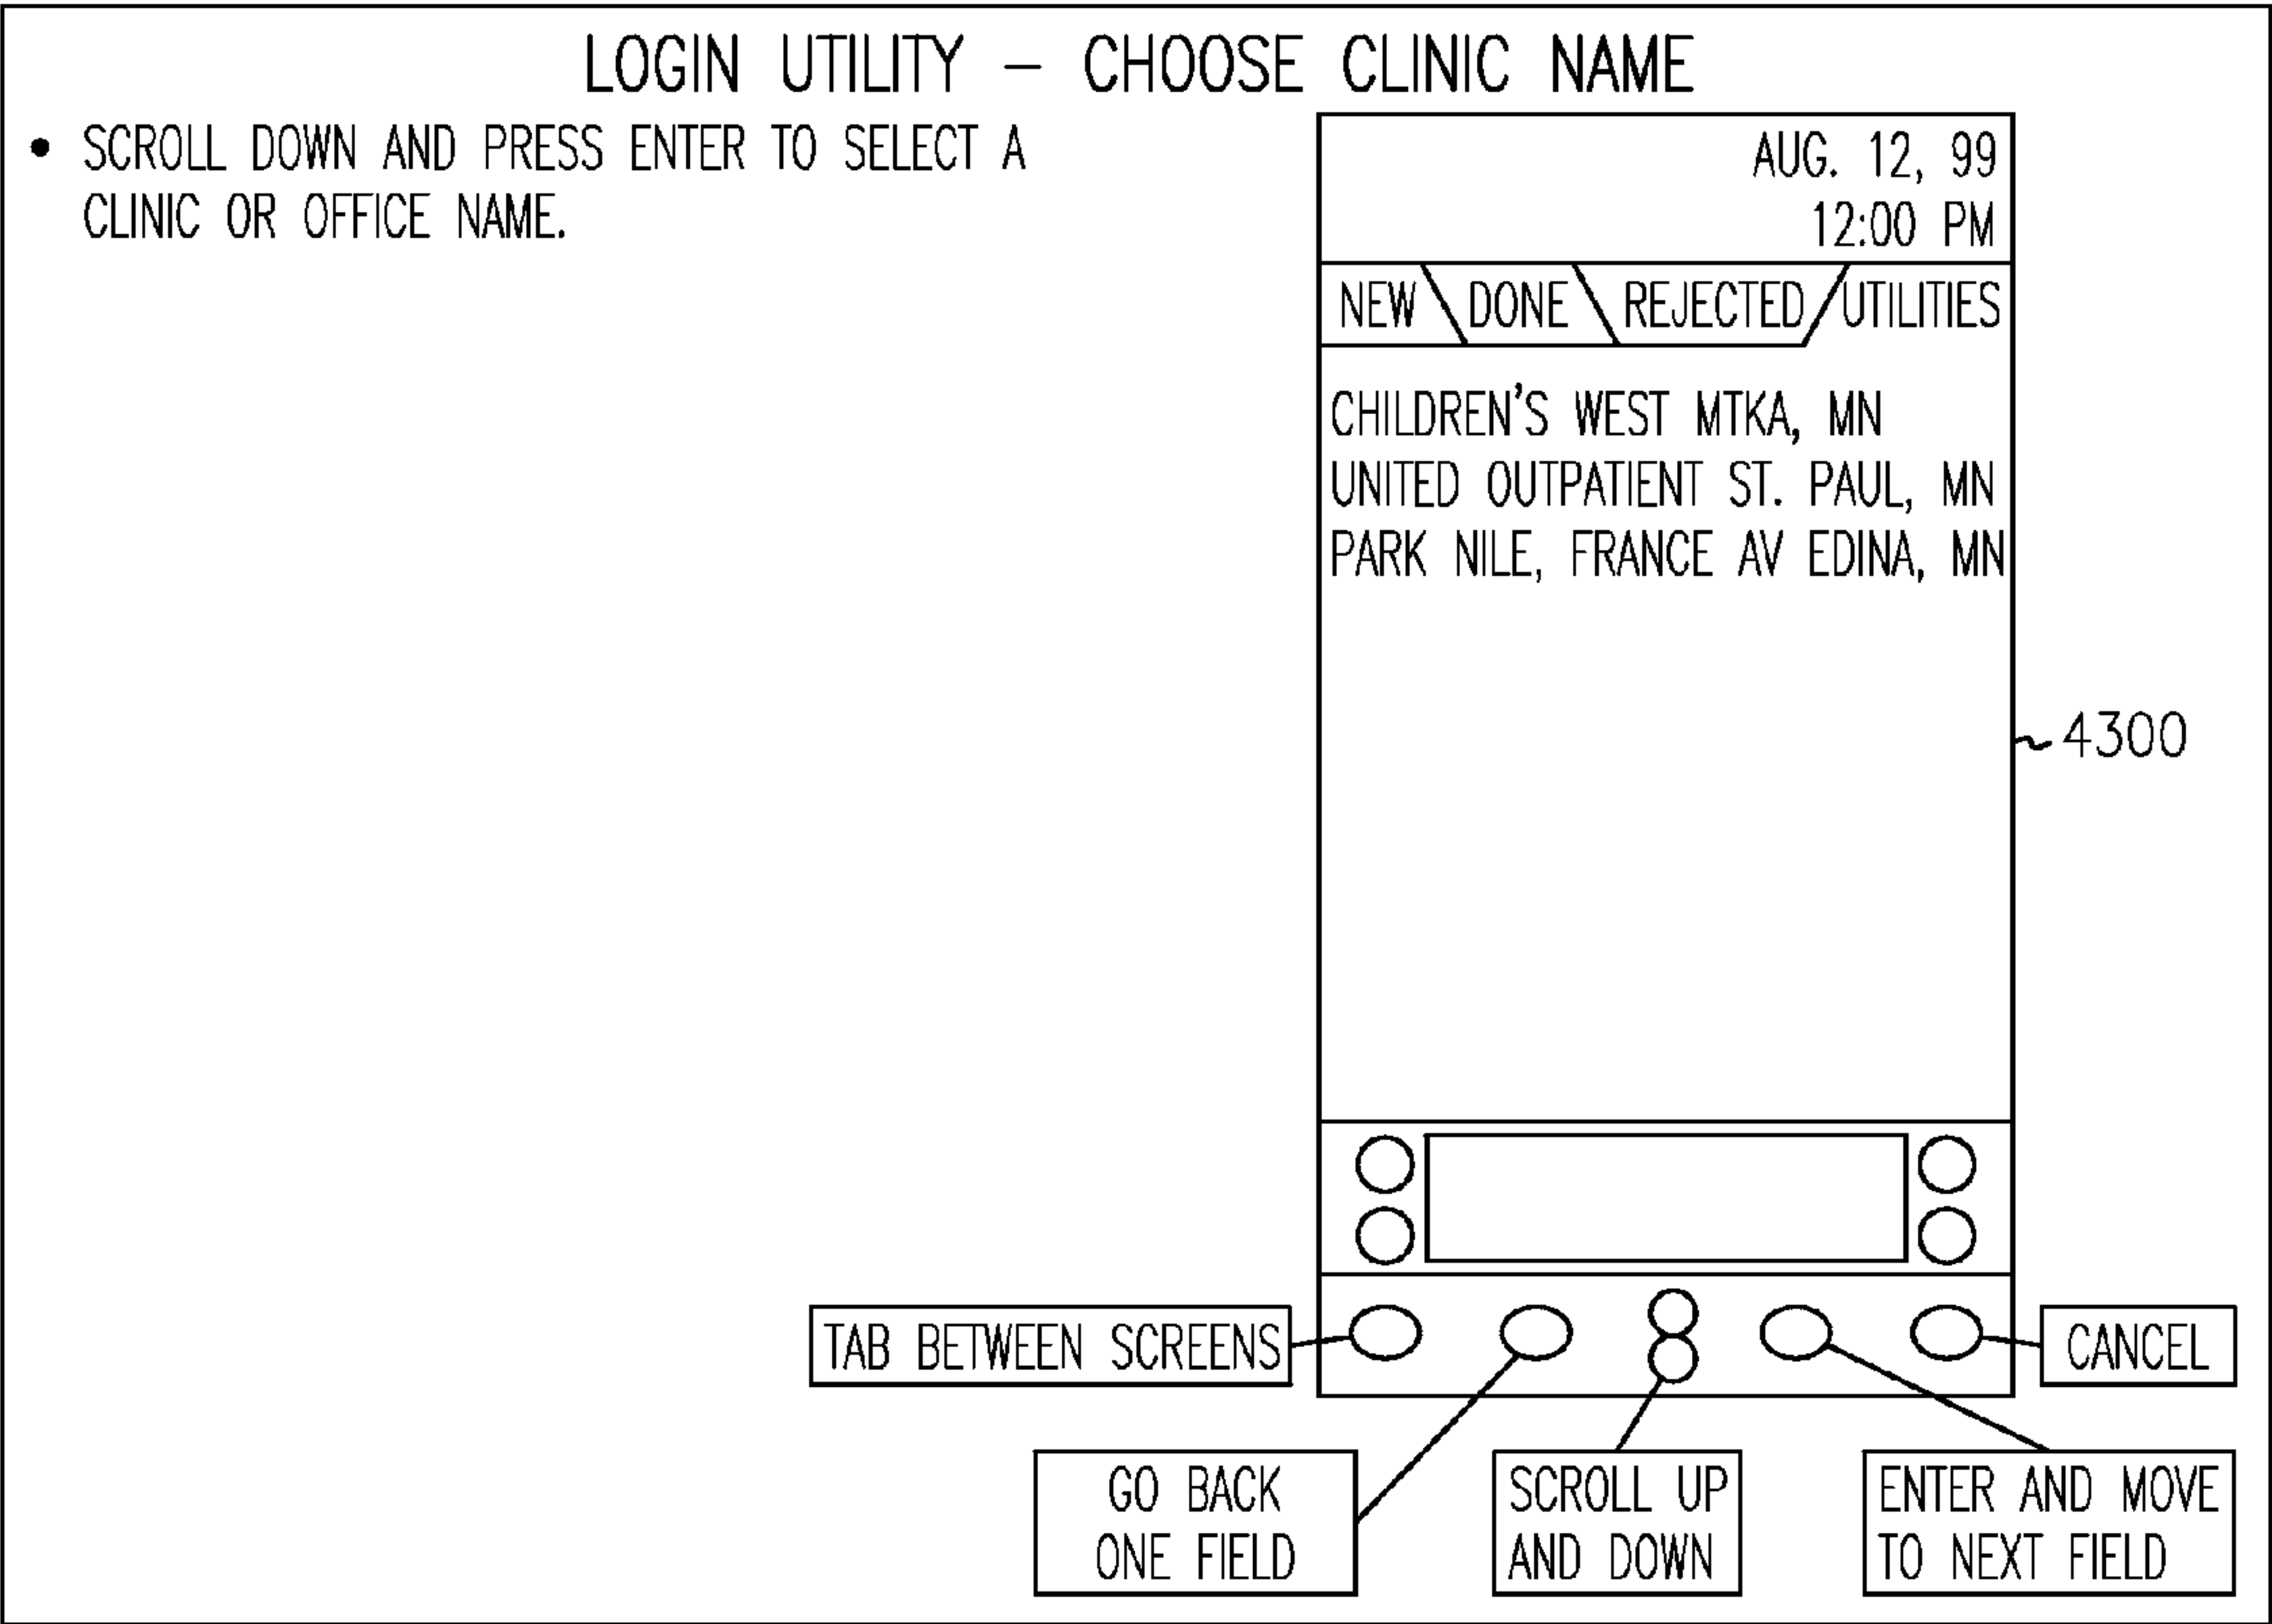 LOGIN UTILITY – CHOOSE CLINIC NAME
• SCROLL DOWN AND PRESS ENTER TO SELECT A
CLINIC OR OFFICE NAME.
AUG. 12, 99
12:00 PM
NEW DONE REJECTED UTILITIES
CHILDREN'S WEST MTKA, MN
UNITED OUTPATIENT ST. PAUL, MN
PARK NILE, FRANCE AV EDINA, MN
4300
TAB BETWEEN SCREENS
CANCEL
GO BACK
ONE FIELD
SCROLL UP
AND DOWN
ENTER AND MOVE
TO NEXT FIELD